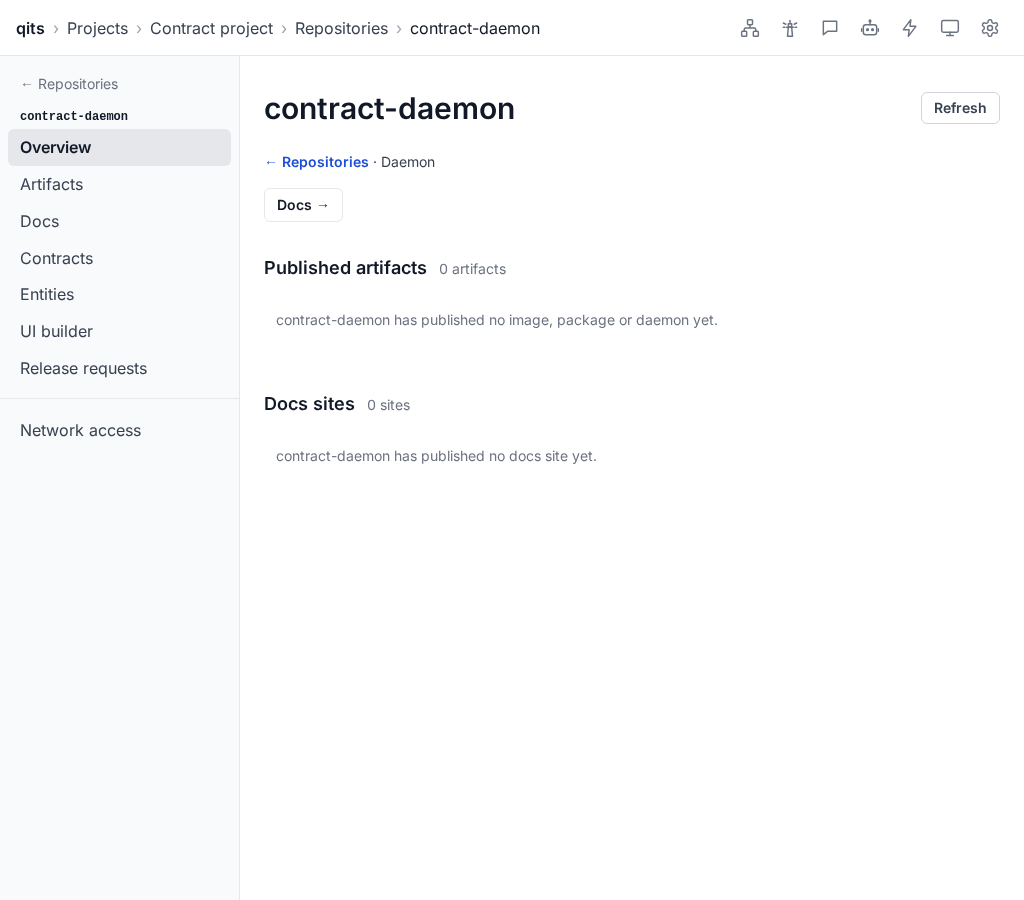 qits › Projects › Contract project › Repositories › contract-daemon
← Repositories
contract-daemon
Overview
Artifacts
Docs
Contracts
Entities
UI builder
Release requests
Network access
contract-daemon
Refresh
← Repositories · Daemon
Docs →
Published artifacts 0 artifacts
contract-daemon has published no image, package or daemon yet.
Docs sites 0 sites
contract-daemon has published no docs site yet.